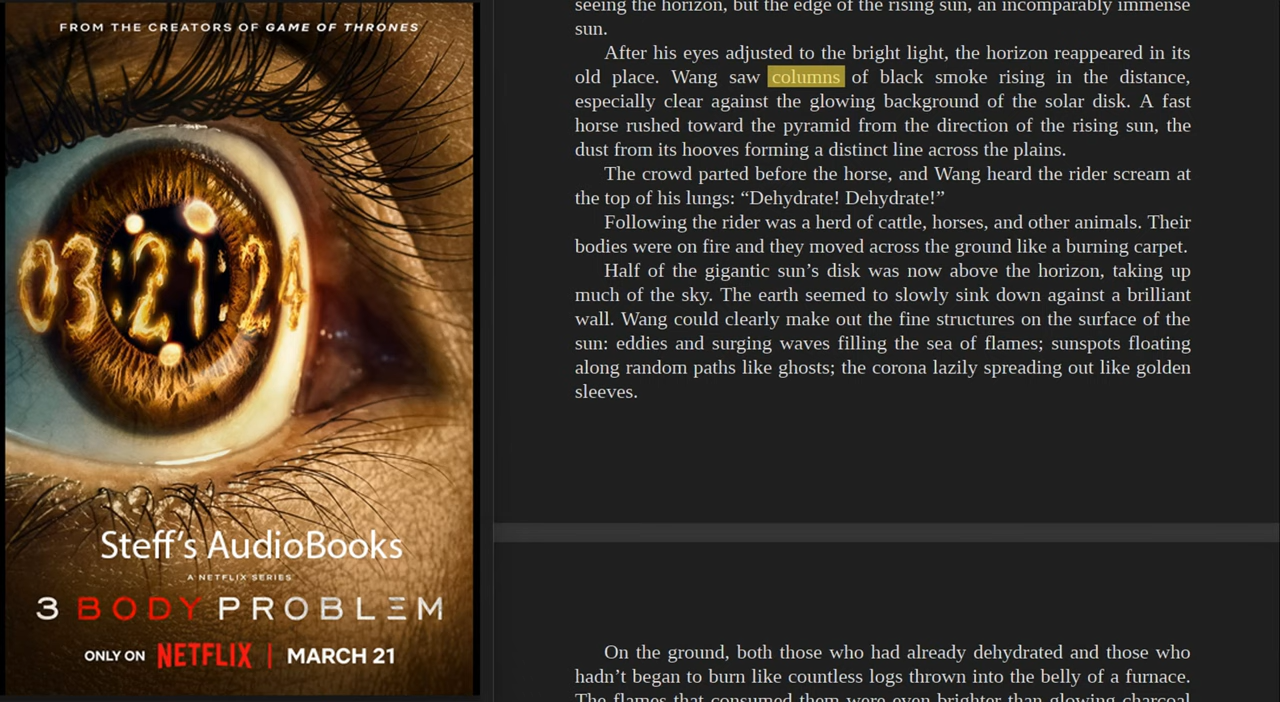 FROM THE CREATORS OF GAME OF THRONES
03:21:24
Steff's AudioBooks
A NETFLIX SERIES
3 BODY PROBLEM
ONLY ON NETFLIX | MARCH 21
seeing the horizon, but the edge of the rising sun, an incomparably immense
sun.
After his eyes adjusted to the bright light, the horizon reappeared in its
old place. Wang saw columns of black smoke rising in the distance,
especially clear against the glowing background of the solar disk. A fast
horse rushed toward the pyramid from the direction of the rising sun, the
dust from its hooves forming a distinct line across the plains.
The crowd parted before the horse, and Wang heard the rider scream at
the top of his lungs: “Dehydrate! Dehydrate!”
Following the rider was a herd of cattle, horses, and other animals. Their
bodies were on fire and they moved across the ground like a burning carpet.
Half of the gigantic sun’s disk was now above the horizon, taking up
much of the sky. The earth seemed to slowly sink down against a brilliant
wall. Wang could clearly make out the fine structures on the surface of the
sun: eddies and surging waves filling the sea of flames; sunspots floating
along random paths like ghosts; the corona lazily spreading out like golden
sleeves.
On the ground, both those who had already dehydrated and those who
hadn’t began to burn like countless logs thrown into the belly of a furnace.
The flames that consumed them were even brighter than glowing charcoal